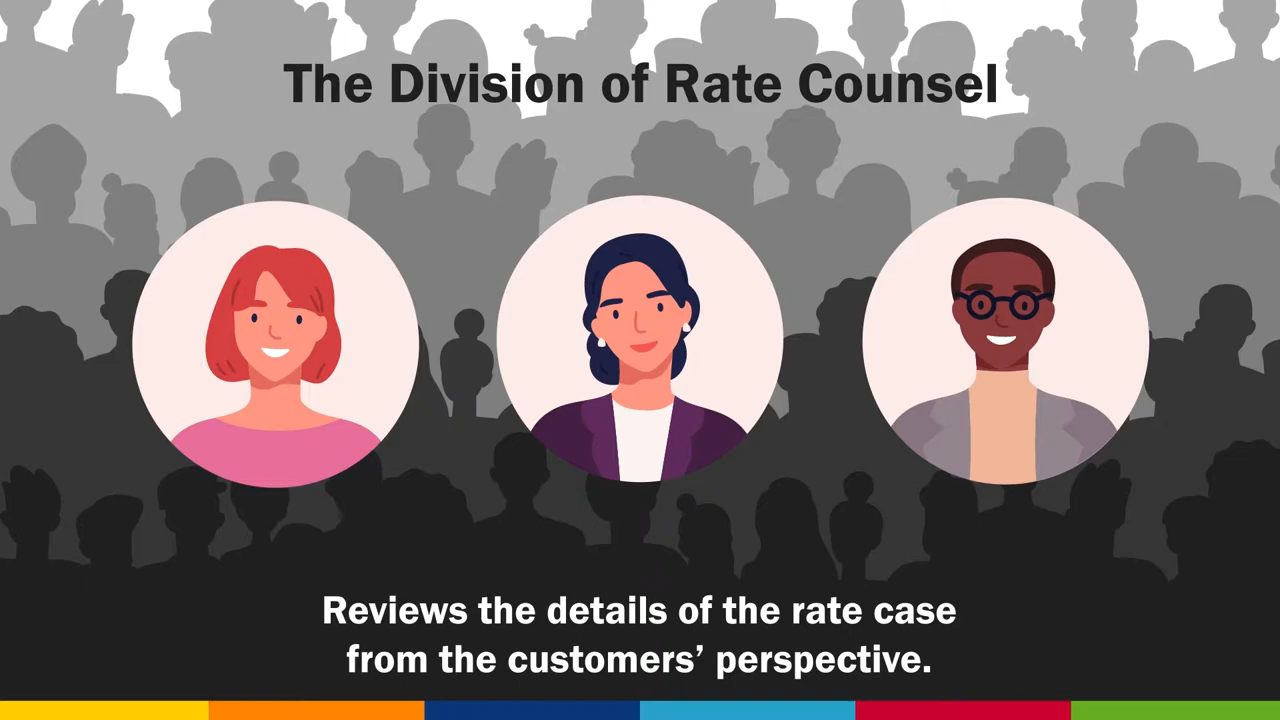 The Division of Rate Counsel
Reviews the details of the rate case
from the customers’ perspective.